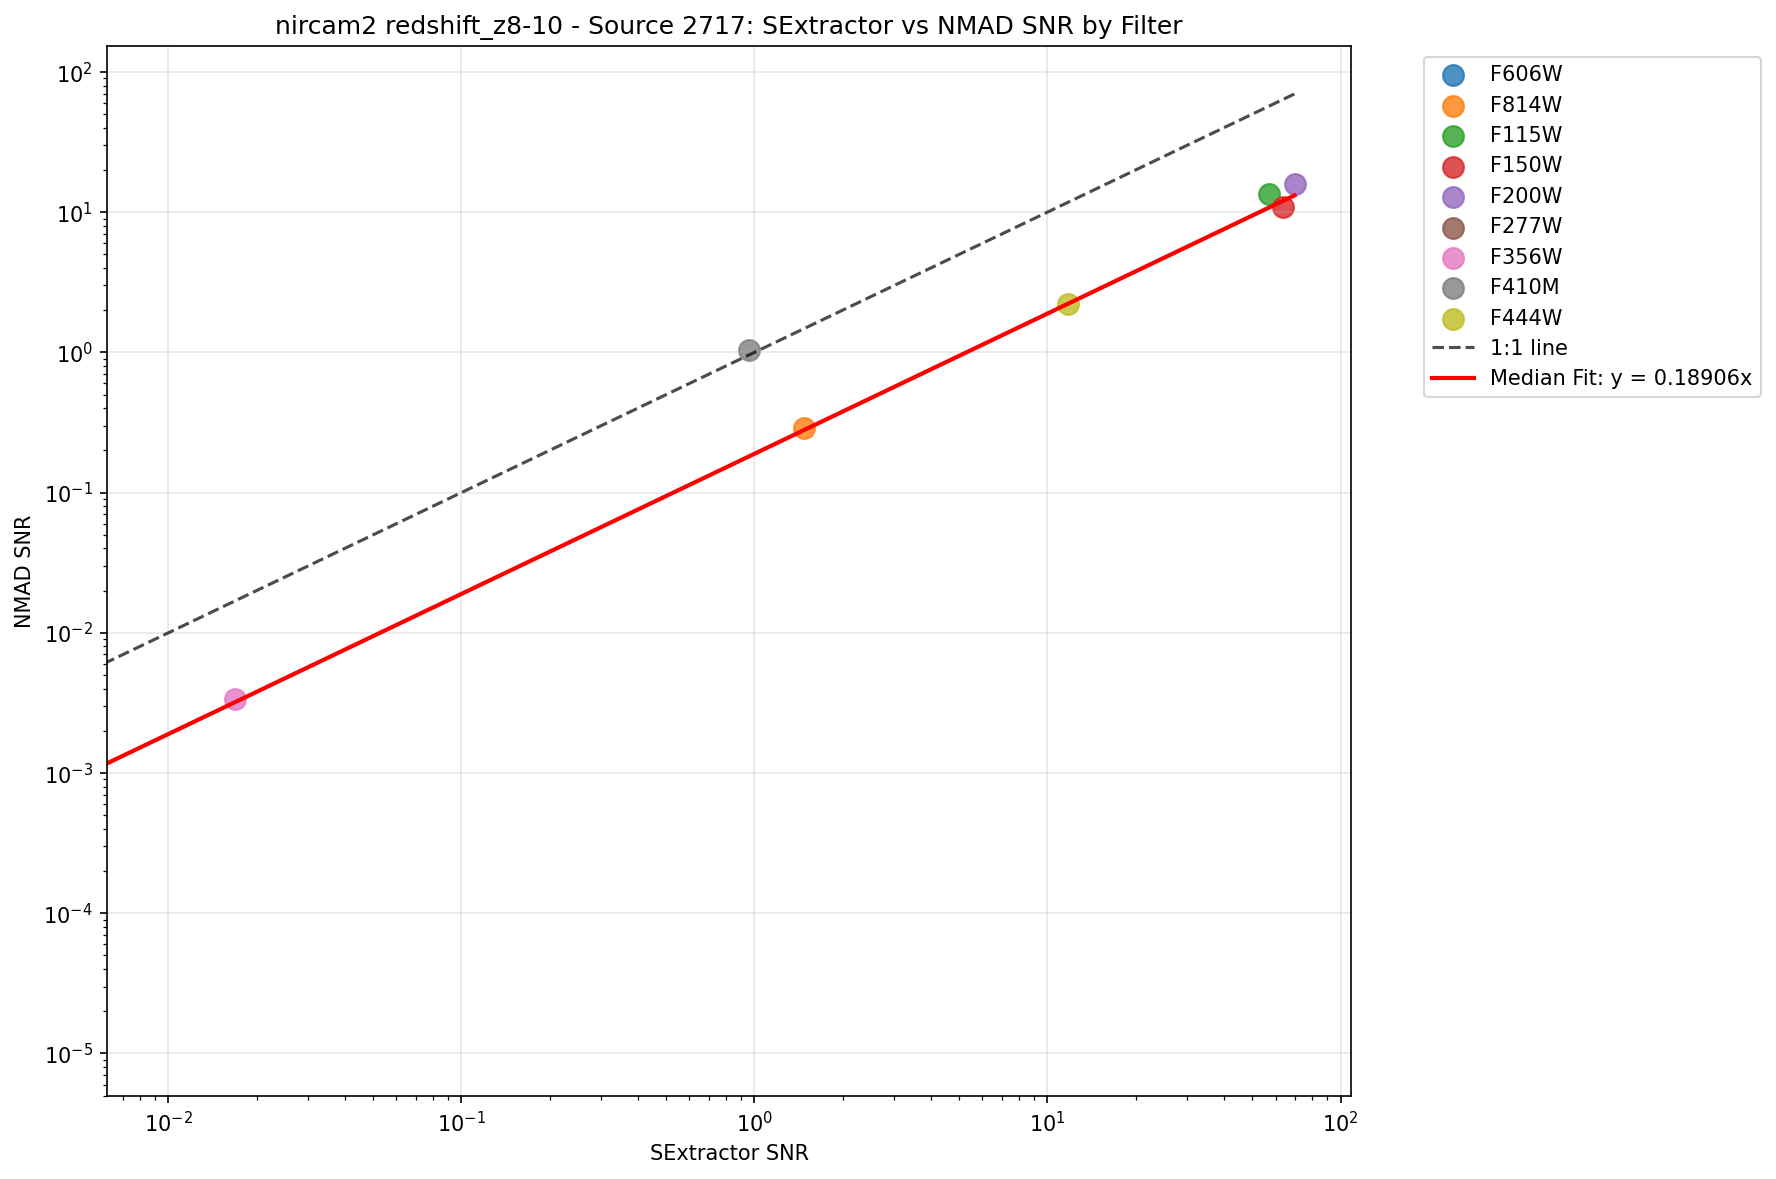 nircam2 redshift_z8-10 - Source 2717: SExtractor vs NMAD SNR by Filter
10²
10¹
10⁰
10⁻¹
10⁻²
10⁻³
10⁻⁴
10⁻⁵
NMAD SNR
10⁻²
10⁻¹
10⁰
10¹
10²
SExtractor SNR
F606W
F814W
F115W
F150W
F200W
F277W
F356W
F410M
F444W
1:1 line
Median Fit: y = 0.18906x